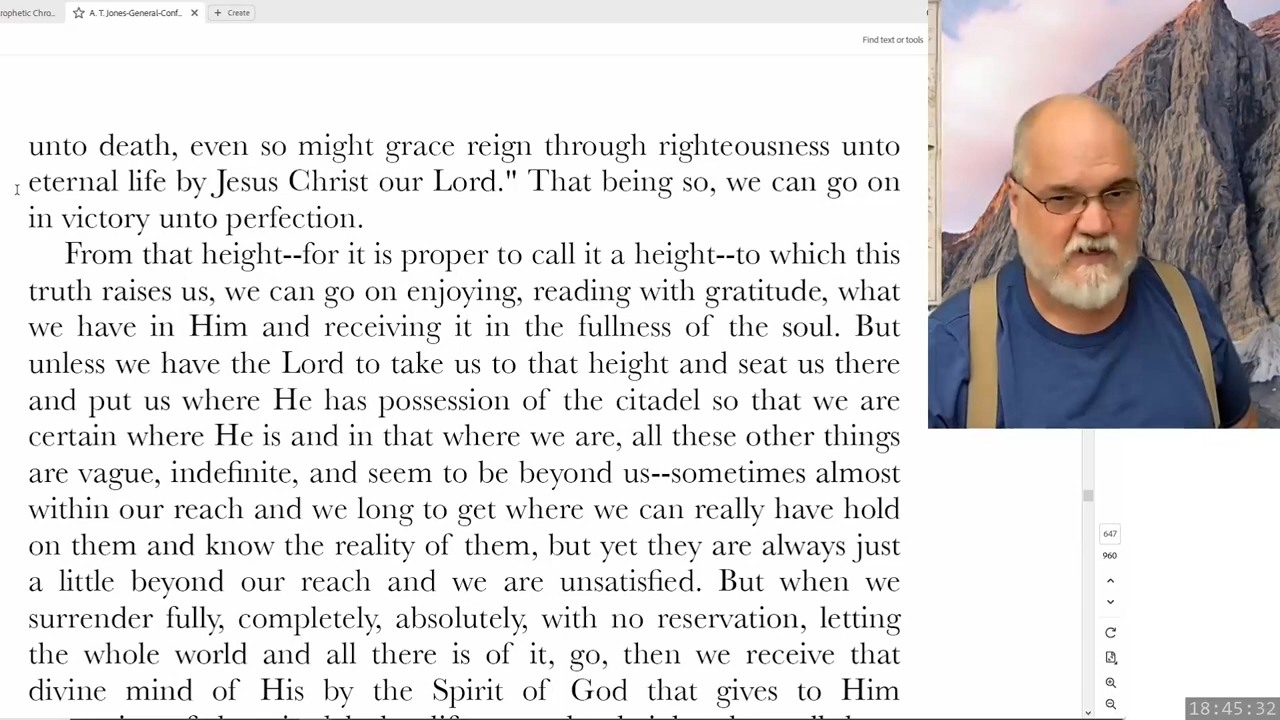 rophetic Chro..
A. T.Jones-General-Conf...
Create
Find text or tools
unto death, even so might grace reign through righteousness unto
eternal life by Jesus Christ our Lord." That being so, we can go on
in victory unto perfection.
From that height--for it is proper to call it a height--to which this
truth raises us, we can go on enjoying, reading with gratitude, what
we have in Him and receiving it in the fullness of the soul. But
unless we have the Lord to take us to that height and seat us there
and put us where He has possession of the citadel so that we are
certain where He is and in that where we are, all these other things
are vague, indefinite, and seem to be beyond us--sometimes almost
within our reach and we long to get where we can really have hold
on them and know the reality of them, but yet they are always just
a little beyond our reach and we are unsatisfied. But when we
surrender fully, completely, absolutely, with no reservation, letting
the whole world and all there is of it, go, then we receive that
divine mind of His by the Spirit of God that gives to Him
647
960
18:45:32